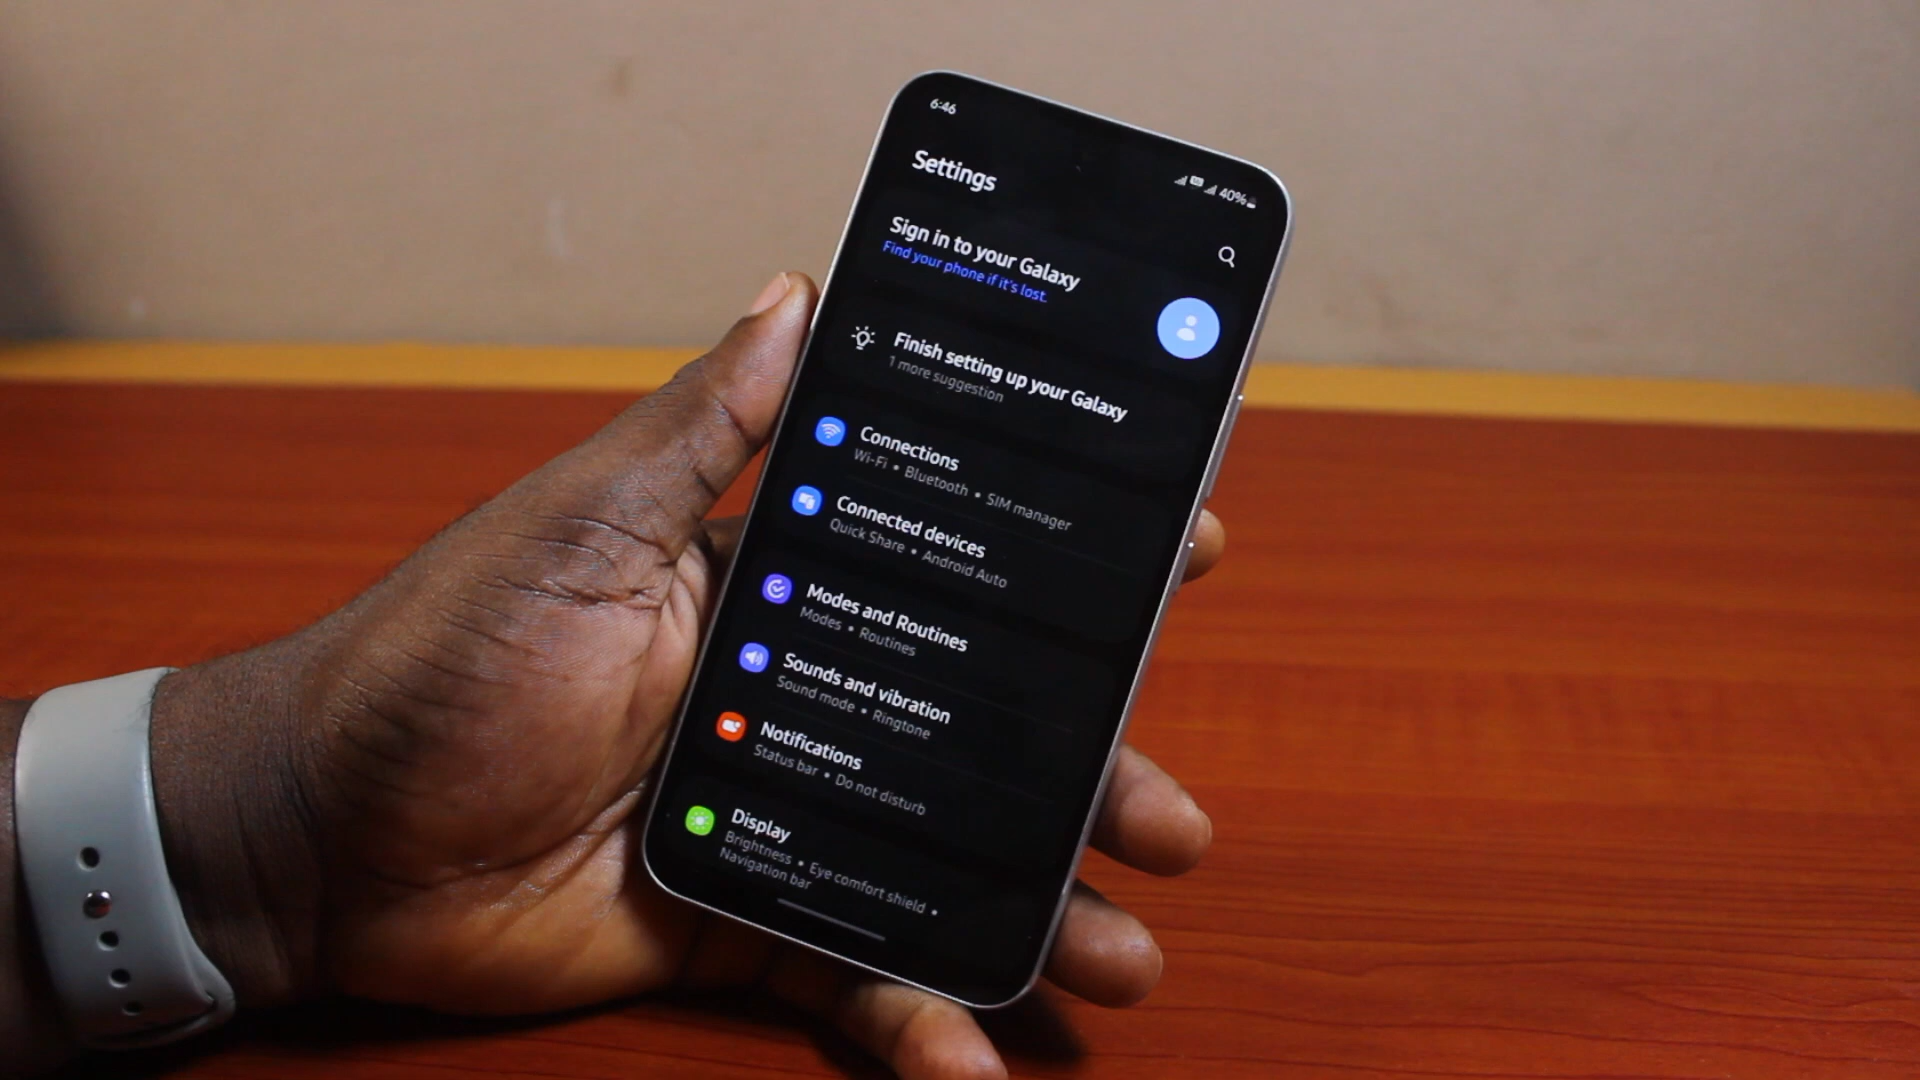 6:46
40%
Settings
Sign in to your Galaxy
Find your phone if it's lost.
Finish setting up your Galaxy
1 more suggestion
Connections
Wi-Fi • Bluetooth • SIM manager
Connected devices
Quick Share • Android Auto
Modes and Routines
Modes • Routines
Sounds and vibration
Sound mode • Ringtone
Notifications
Status bar • Do not disturb
Display
Brightness • Eye comfort shield •
Navigation bar